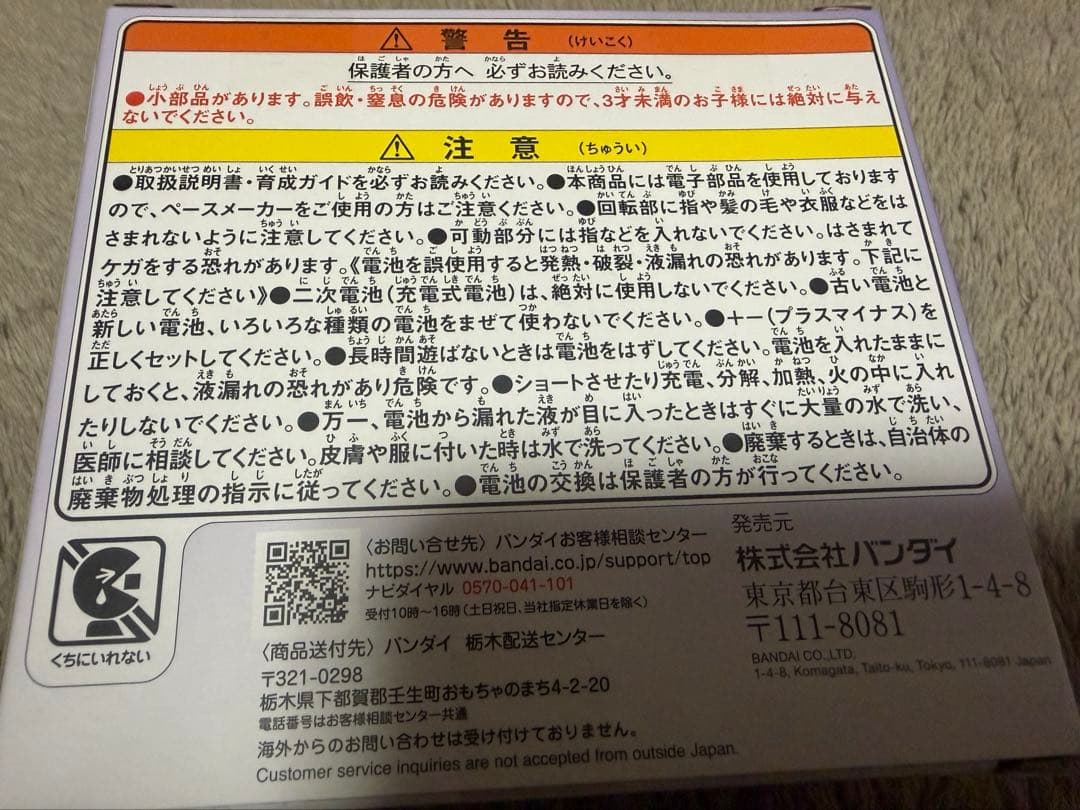 ⚠ 警告 (けいこく)
保護者の方へ 必ずお読みください。
●小部品があります。誤飲・窒息の危険がありますので、3才未満のお子様には絶対に与え
ないでください。
⚠ 注意 (ちゅうい)
●取扱説明書・育成ガイドを必ずお読みください。●本商品には電子部品を使用しております
ので、ペースメーカーをご使用の方はご注意ください。●回転部に指や髪の毛や衣服などをは
さまれないように注意してください。●可動部分には指などを入れないでください。はさまれて
ケガをする恐れがあります。《電池を誤使用すると発熱・破裂・液漏れの恐れがあります。下記に
注意してください》●二次電池(充電式電池)は、絶対に使用しないでください。●古い電池と
新しい電池、いろいろな種類の電池をまぜて使わないでください。●+−(プラスマイナス)を
正しくセットしてください。●長時間遊ばないときは電池をはずしてください。電池を入れたままに
しておくと、液漏れの恐れがあり危険です。●ショートさせたり充電、分解、加熱、火の中に入れ
たりしないでください。●万一、電池から漏れた液が目に入ったときはすぐに大量の水で洗い、
医師に相談してください。皮膚や服に付いた時は水で洗ってください。●廃棄するときは、自治体の
廃棄物処理の指示に従ってください。●電池の交換は保護者の方が行ってください。
くちにいれない
〈お問い合せ先〉バンダイお客様相談センター
https://www.bandai.co.jp/support/top
ナビダイヤル 0570-041-101
受付10時〜16時(土日祝日、当社指定休業日を除く)
〈商品送付先〉バンダイ 栃木配送センター
〒321-0298
栃木県下都賀郡壬生町おもちゃのまち4-2-20
電話番号はお客様相談センター共通
海外からのお問い合わせは受け付けておりません。
Customer service inquiries are not accepted from outside Japan.
発売元
株式会社バンダイ
東京都台東区駒形1-4-8
〒111-8081
BANDAI CO.,LTD.
1-4-8, Komagata, Taito-ku, Tokyo, 111-8081 Japan